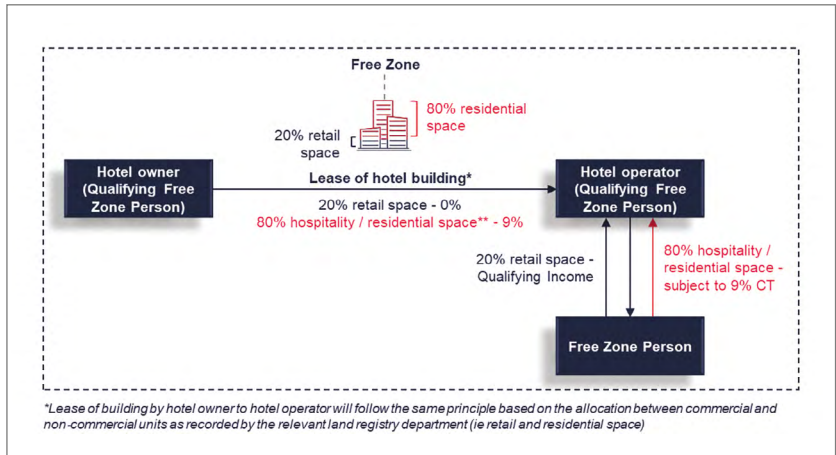 Free Zone
80% residential
space
20% retail
space
Hotel owner
(Qualifying Free
Zone Person)
Lease of hotel building*
20% retail space - 0%
80% hospitality / residential space** - 9%
Hotel operator
(Qualifying Free
Zone Person)
20% retail space -
Qualifying Income
80% hospitality /
residential space -
subject to 9% CT
Free Zone Person
*Lease of building by hotel owner to hotel operator will follow the same principle based on the allocation between commercial and
non-commercial units as recorded by the relevant land registry department (ie retail and residential space)